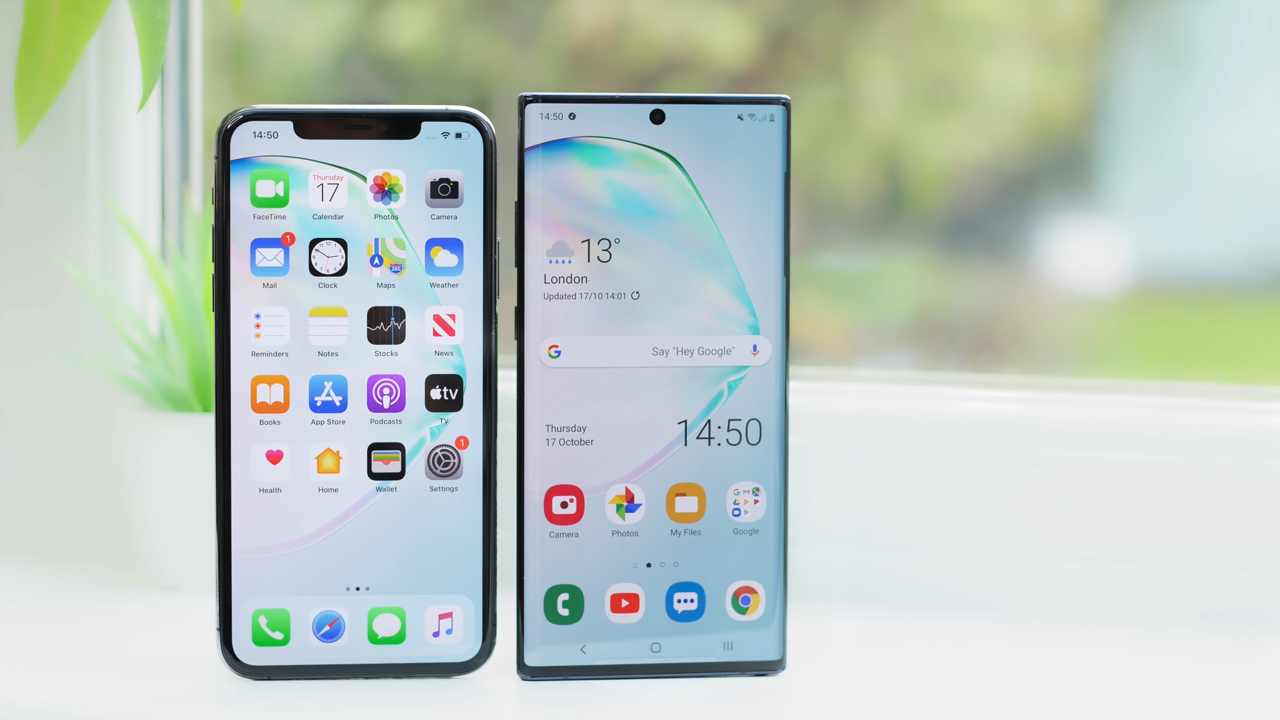 14:50
Thursday
17
FaceTime
Calendar
Photos
Camera
1
Mail
Clock
Maps
Weather
Reminders
Notes
Stocks
News
tv
Books
App Store
Podcasts
TV
1
Health
Home
Wallet
Settings
14:50
13°
London
Updated 17/10 14:01
G
Say "Hey Google"
Thursday
17 October
14:50
Camera
Photos
My Files
Google